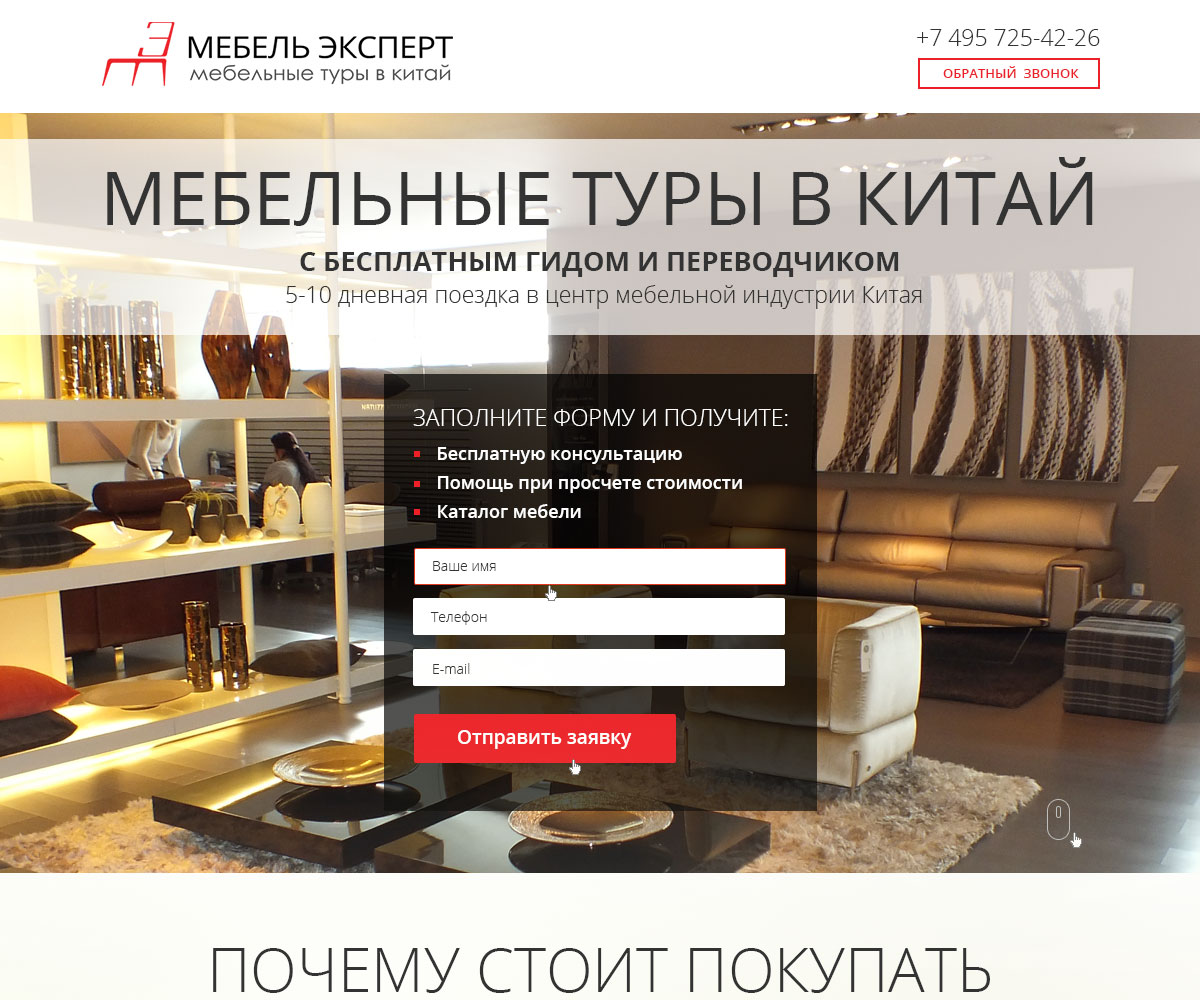 МЕБЕЛЬ ЭКСПЕРТ
мебельные туры в китай
+7 495 725-42-26
ОБРАТНЫЙ ЗВОНОК
МЕБЕЛЬНЫЕ ТУРЫ В КИТАЙ
С БЕСПЛАТНЫМ ГИДОМ И ПЕРЕВОДЧИКОМ
5-10 дневная поездка в центр мебельной индустрии Китая
ЗАПОЛНИТЕ ФОРМУ И ПОЛУЧИТЕ:
Бесплатную консультацию
Помощь при просчете стоимости
Каталог мебели
Ваше имя
Телефон
E-mail
Отправить заявку
ПОЧЕМУ СТОИТ ПОКУПАТЬ